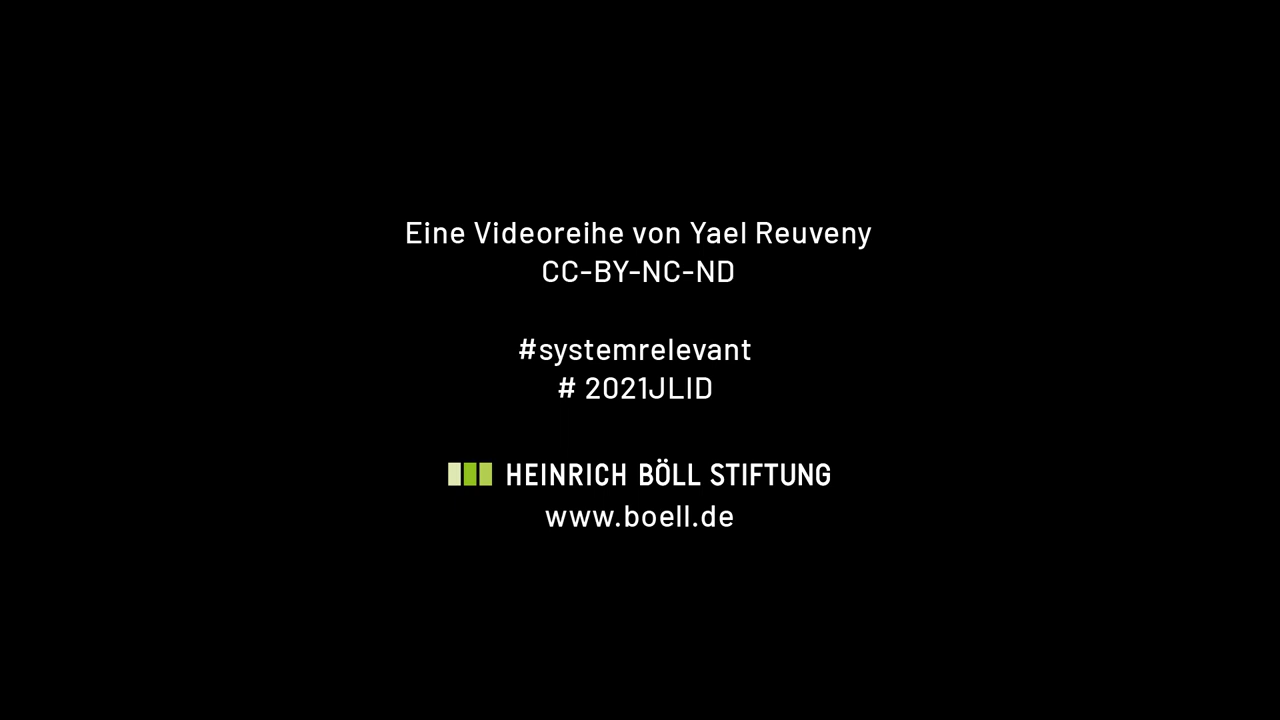 Eine Videoreihe von Yael Reuveny
CC-BY-NC-ND
#systemrelevant
# 2021JLID
HEINRICH BÖLL STIFTUNG
www.boell.de